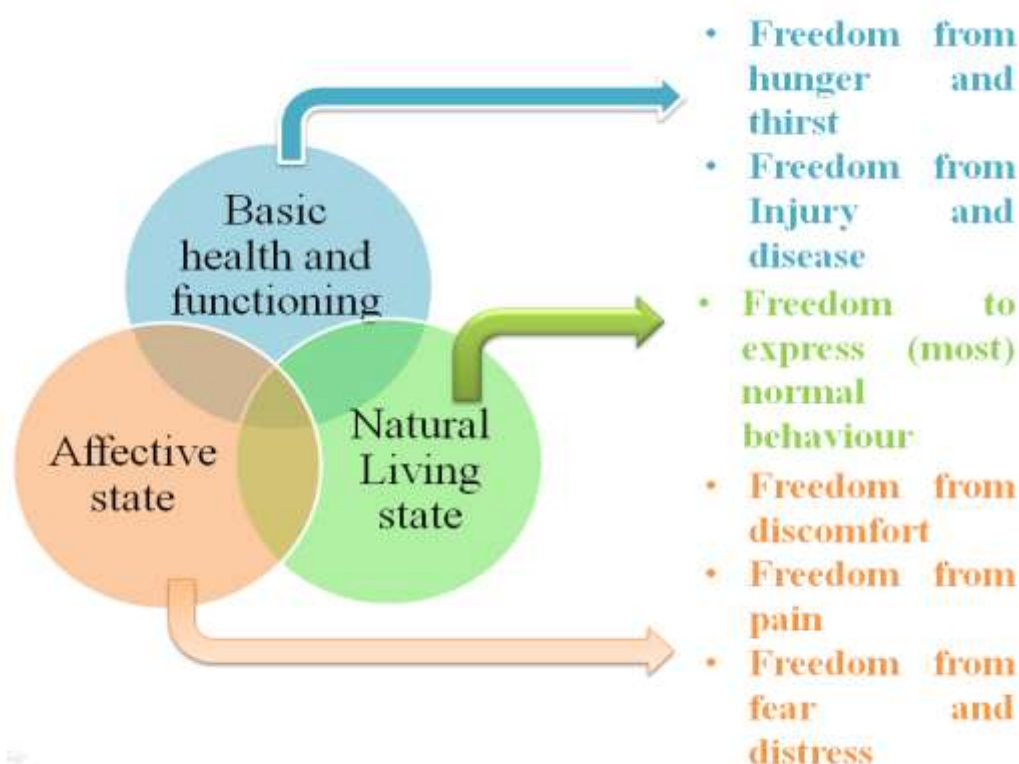 Basic
health and
functioning
Affective
state
Natural
Living
state
• Freedom from
hunger and
thirst
• Freedom from
Injury and
disease
• Freedom to
express (most)
normal
behaviour
• Freedom from
discomfort
• Freedom from
pain
• Freedom from
fear and
distress